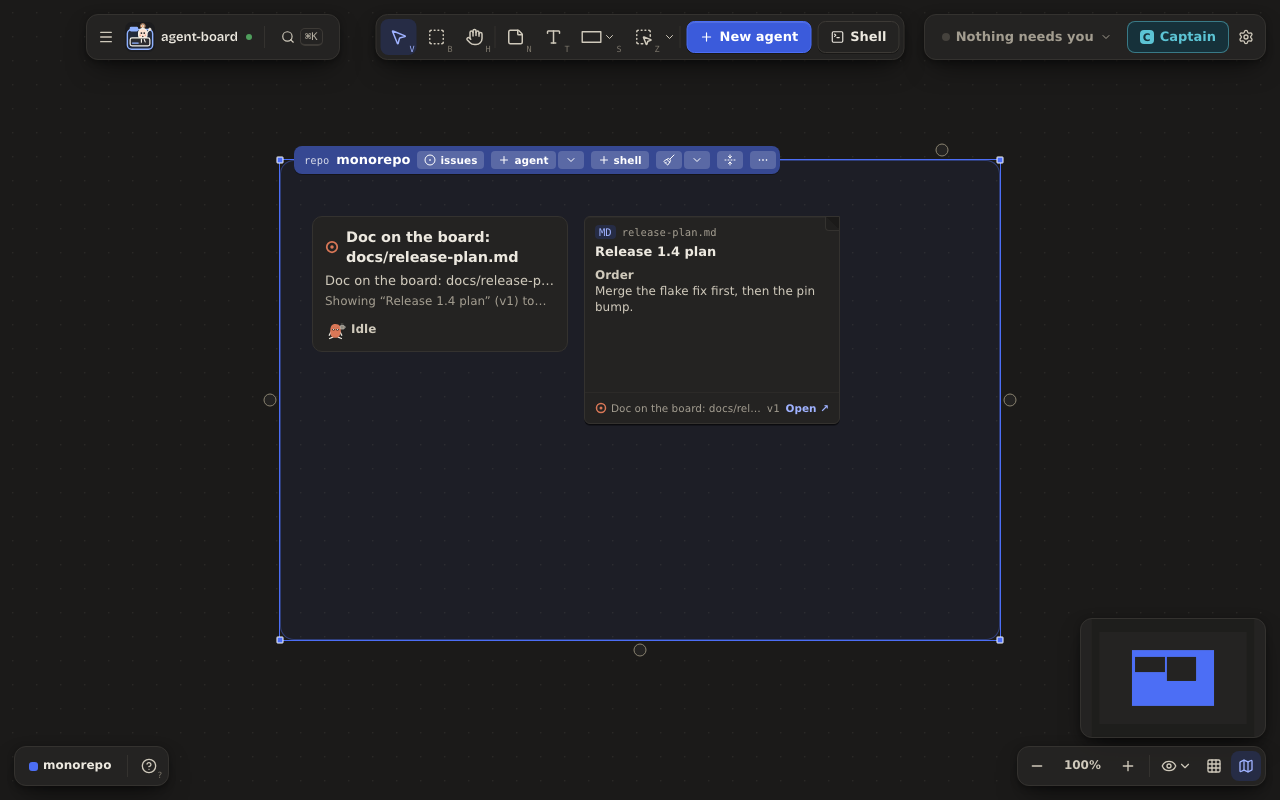 agent-board
⌘K
V
B
H
N
T
S
Z
New agent
Shell
Nothing needs you
C Captain
repo monorepo
issues
agent
shell
Doc on the board:
docs/release-plan.md
Doc on the board: docs/release-p…
Showing “Release 1.4 plan” (v1) to…
Idle
MD release-plan.md
Release 1.4 plan
Order
Merge the flake fix first, then the pin
bump.
Doc on the board: docs/rel… v1 Open ↗
monorepo
?
100%